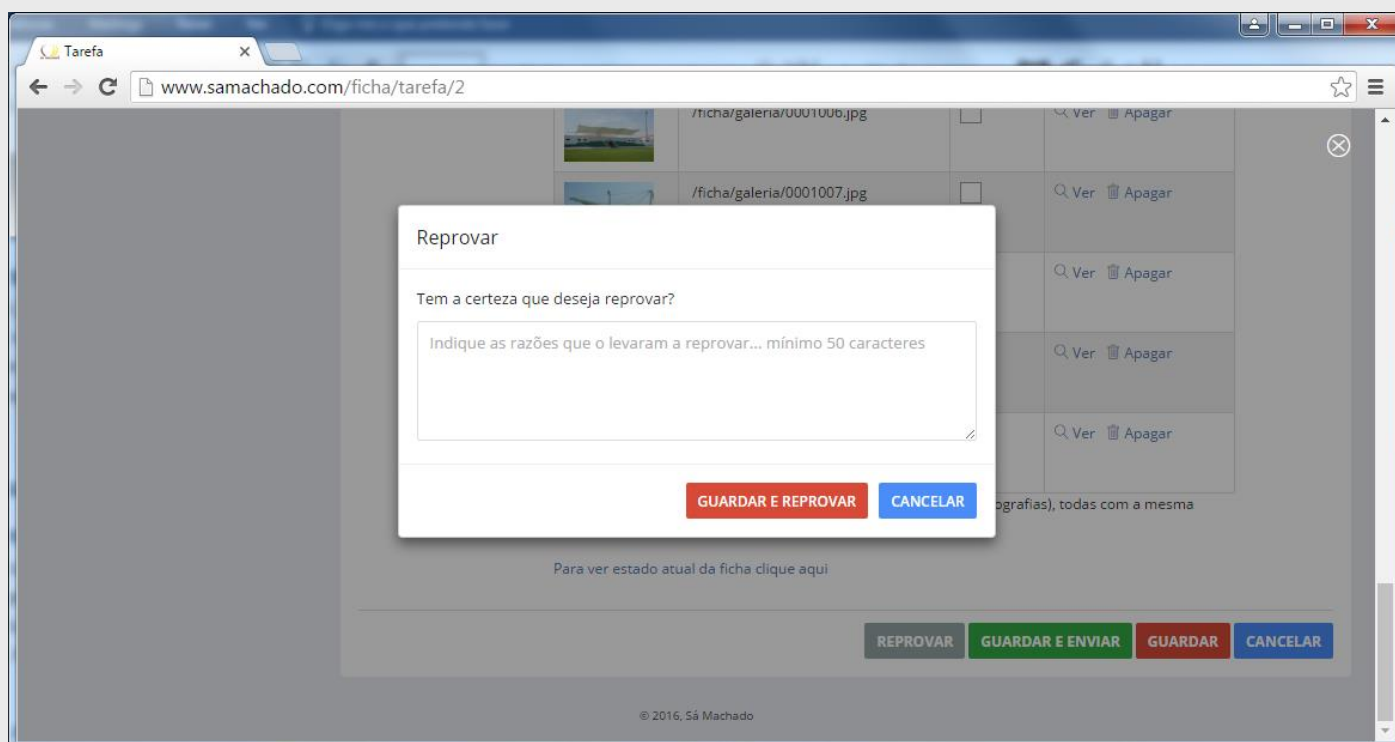 Tarefa
www.samachado.com/ficha/tarefa/2
/ficha/galeria/0001006.jpg
Ver Apagar
/ficha/galeria/0001007.jpg
Ver Apagar
Reprovar
Ver Apagar
Tem a certeza que deseja reprovar?
Indique as razões que o levaram a reprovar... mínimo 50 caracteres
Ver Apagar
Ver Apagar
GUARDAR E REPROVAR CANCELAR
ografias), todas com a mesma
Para ver estado atual da ficha clique aqui
REPROVAR GUARDAR E ENVIAR GUARDAR CANCELAR
© 2016, Sá Machado